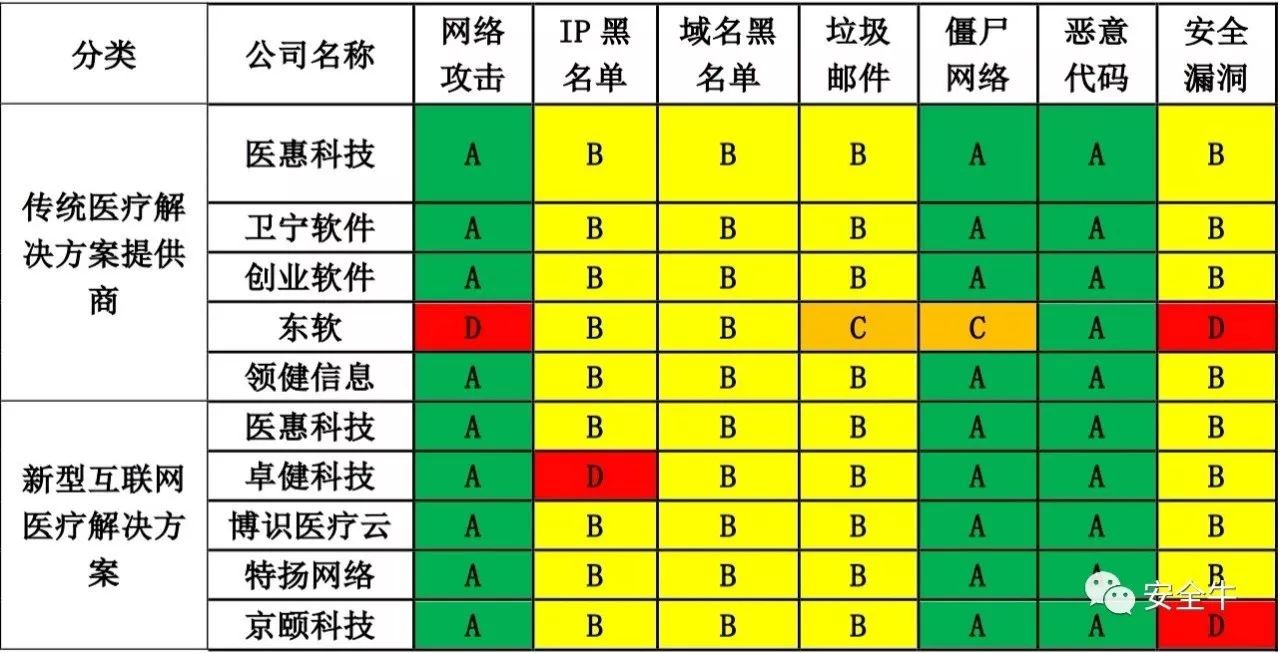 分类 公司名称 网络攻击 IP黑名单 域名黑名单 垃圾邮件 僵尸网络 恶意代码 安全漏洞
传统医疗解决方案提供商
医惠科技 A B B B A A B
卫宁软件 A B B B A A B
创业软件 A B B B A A B
东软 D B B C C A D
领健信息 A B B B A A B
新型互联网医疗解决方案
医惠科技 A B B B A A B
卓健科技 A D B B A A B
博识医疗云 A B B B A A B
特扬网络 A B B B A A B
京颐科技 A B B B A A D
安全牛